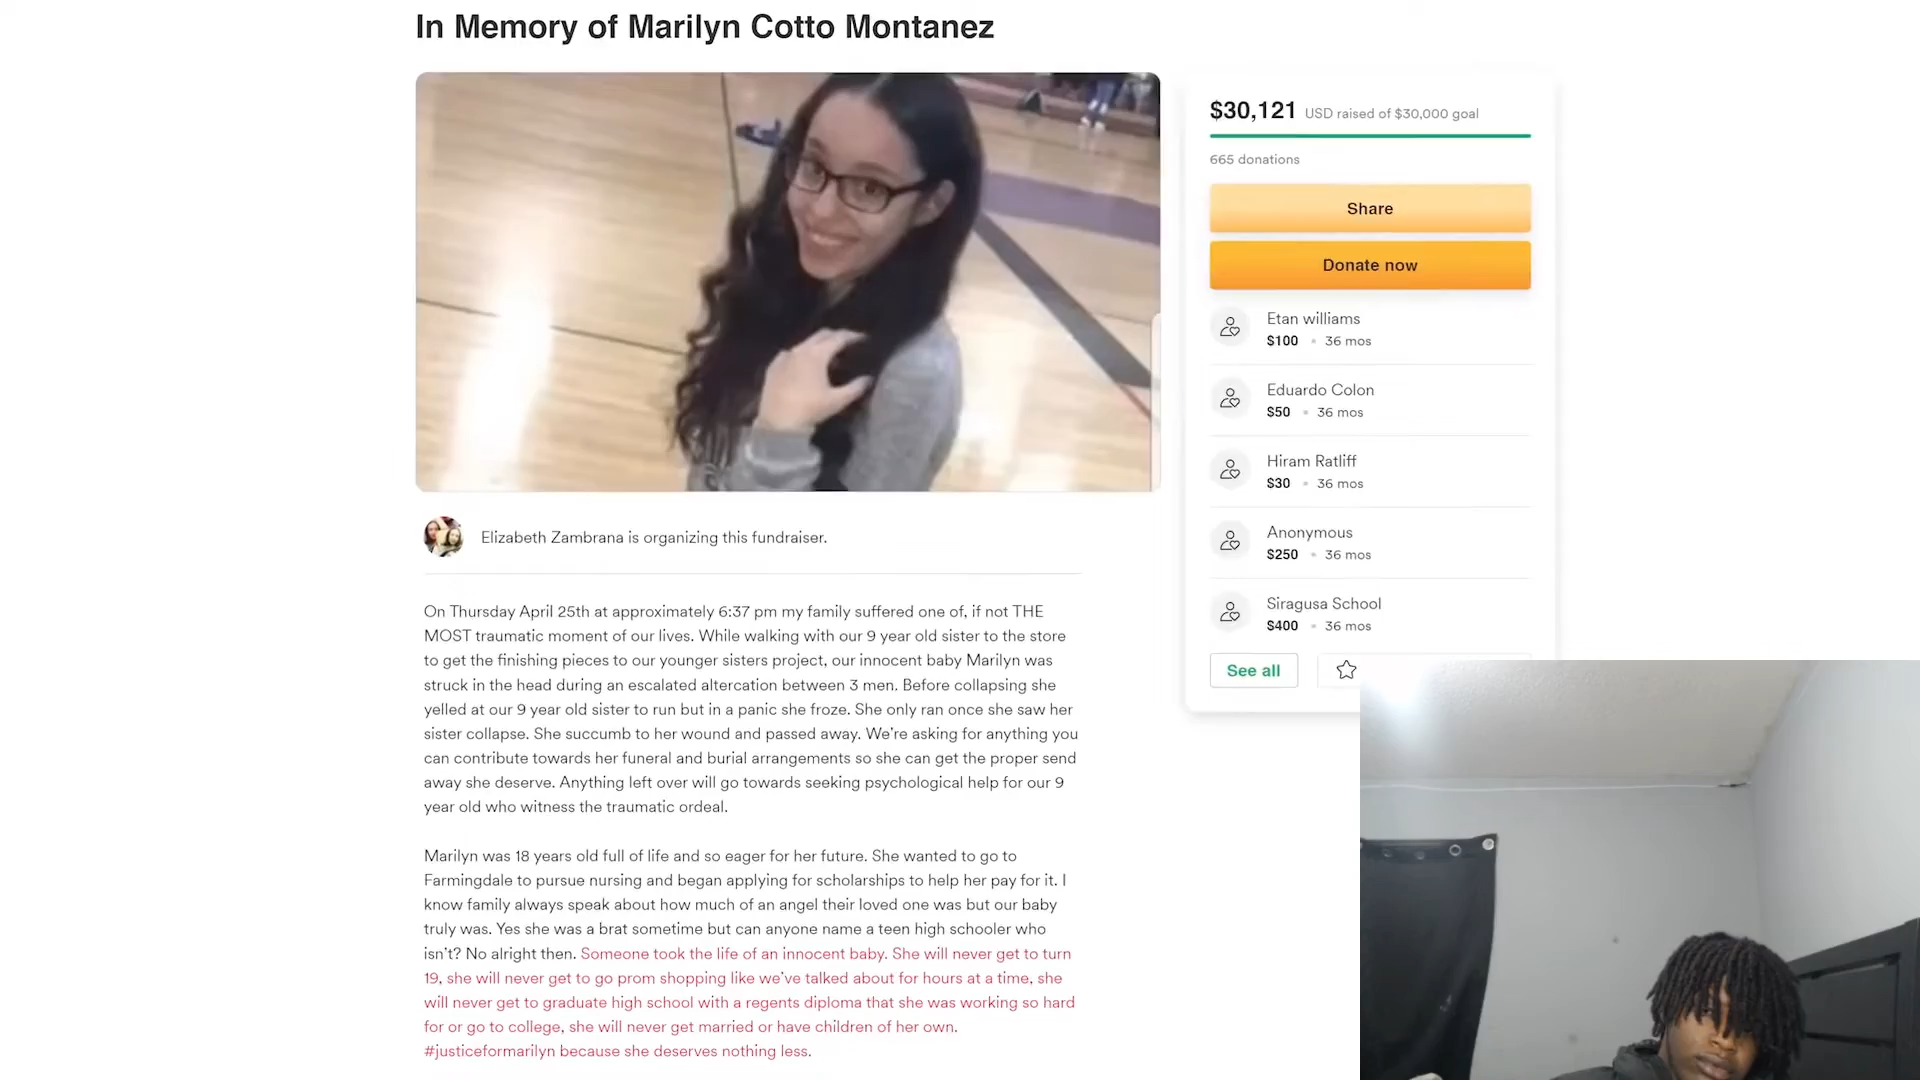 In Memory of Marilyn Cotto Montanez
$30,121 USD raised of $30,000 goal
665 donations
Share
Donate now
Etan williams
$100 • 36 mos
Eduardo Colon
$50 • 36 mos
Hiram Ratliff
$30 • 36 mos
Anonymous
$250 • 36 mos
Siragusa School
$400 • 36 mos
See all
Elizabeth Zambrana is organizing this fundraiser.
On Thursday April 25th at approximately 6:37 pm my family suffered one of, if not THE
MOST traumatic moment of our lives. While walking with our 9 year old sister to the store
to get the finishing pieces to our younger sisters project, our innocent baby Marilyn was
struck in the head during an escalated altercation between 3 men. Before collapsing she
yelled at our 9 year old sister to run but in a panic she froze. She only ran once she saw her
sister collapse. She succumb to her wound and passed away. We're asking for anything you
can contribute towards her funeral and burial arrangements so she can get the proper send
away she deserve. Anything left over will go towards seeking psychological help for our 9
year old who witness the traumatic ordeal.
Marilyn was 18 years old full of life and so eager for her future. She wanted to go to
Farmingdale to pursue nursing and began applying for scholarships to help her pay for it. I
know family always speak about how much of an angel their loved one was but our baby
truly was. Yes she was a brat sometime but can anyone name a teen high schooler who
isn't? No alright then. Someone took the life of an innocent baby. She will never get to turn
19, she will never get to go prom shopping like we've talked about for hours at a time, she
will never get to graduate high school with a regents diploma that she was working so hard
for or go to college, she will never get married or have children of her own.
#justiceformarilyn because she deserves nothing less.